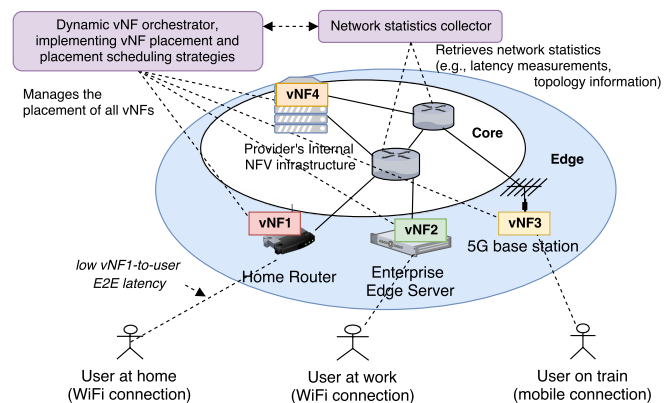 Dynamic vNF orchestrator,
implementing vNF placement and
placement scheduling strategies
Network statistics collector
Retrieves network statistics
(e.g., latency measurements,
topology information)
Manages the
placement of all vNFs
vNF4
Core
Provider's Internal
NFV infrastructure
Edge
vNF1
vNF2
vNF3
5G base station
Home Router
Enterprise
Edge Server
low vNF1-to-user
E2E latency
User at home
(WiFi connection)
User at work
(WiFi connection)
User on train
(mobile connection)